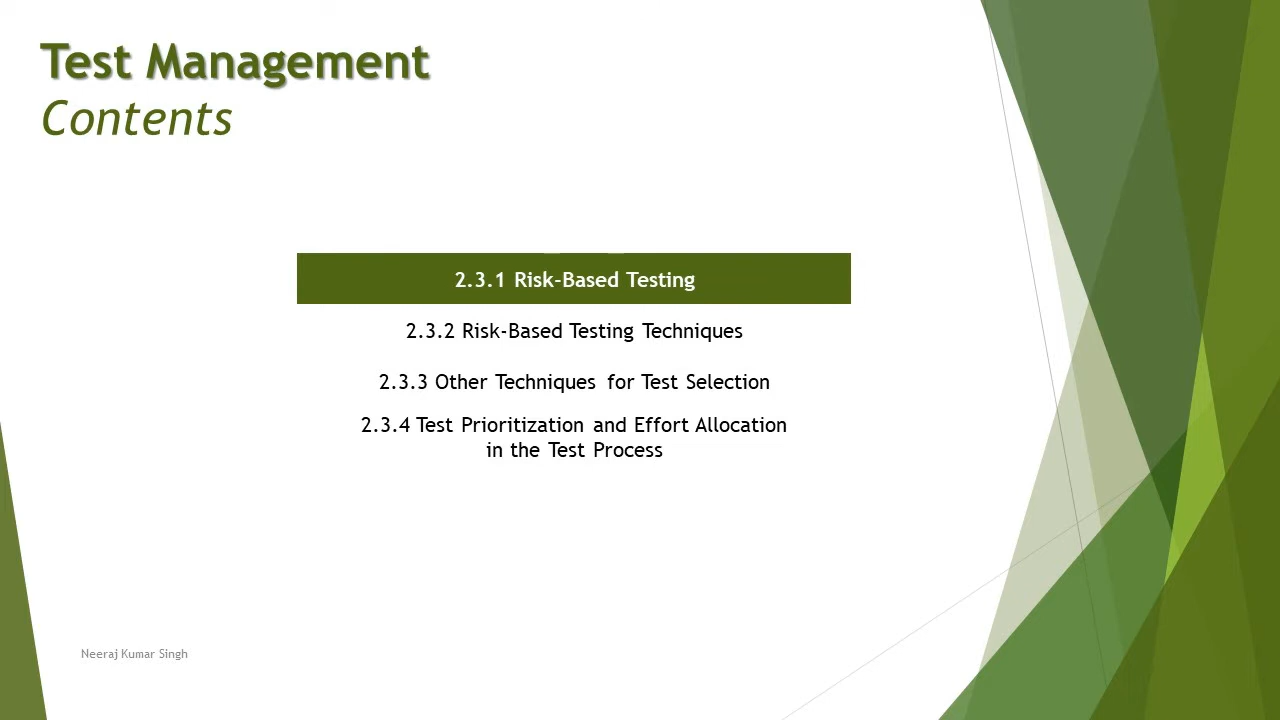 Test Management
Contents
2.3.1 Risk-Based Testing
2.3.2 Risk-Based Testing Techniques
2.3.3 Other Techniques for Test Selection
2.3.4 Test Prioritization and Effort Allocation
in the Test Process
Neeraj Kumar Singh